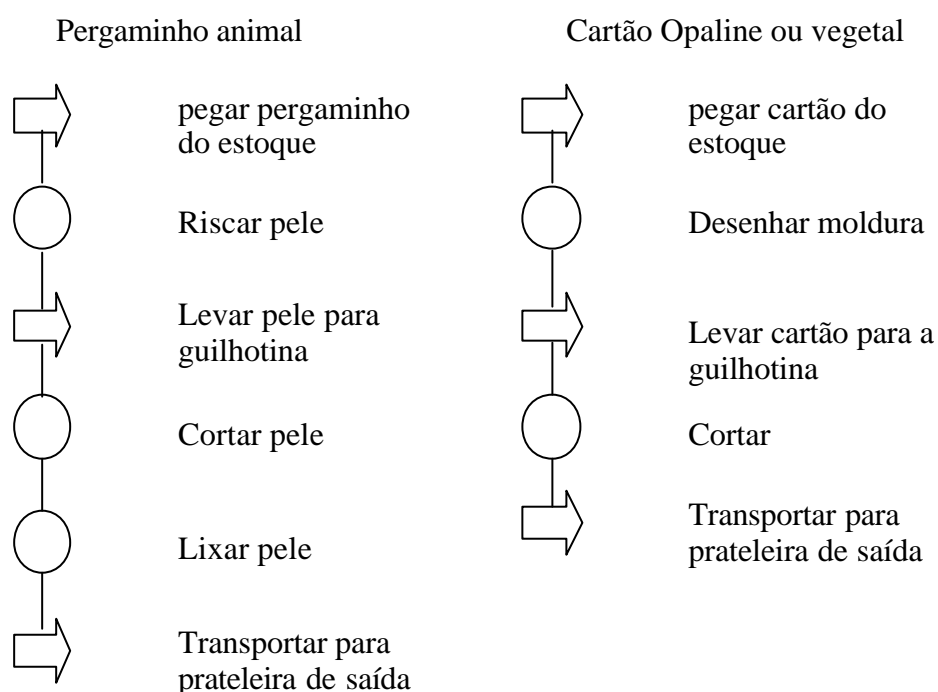 Pergaminho animal
pegar pergaminho
do estoque
Riscar pele
Levar pele para
guilhotina
Cortar pele
Lixar pele
Transportar para
prateleira de saída
Cartão Opaline ou vegetal
pegar cartão do
estoque
Desenhar moldura
Levar cartão para a
guilhotina
Cortar
Transportar para
prateleira de saída